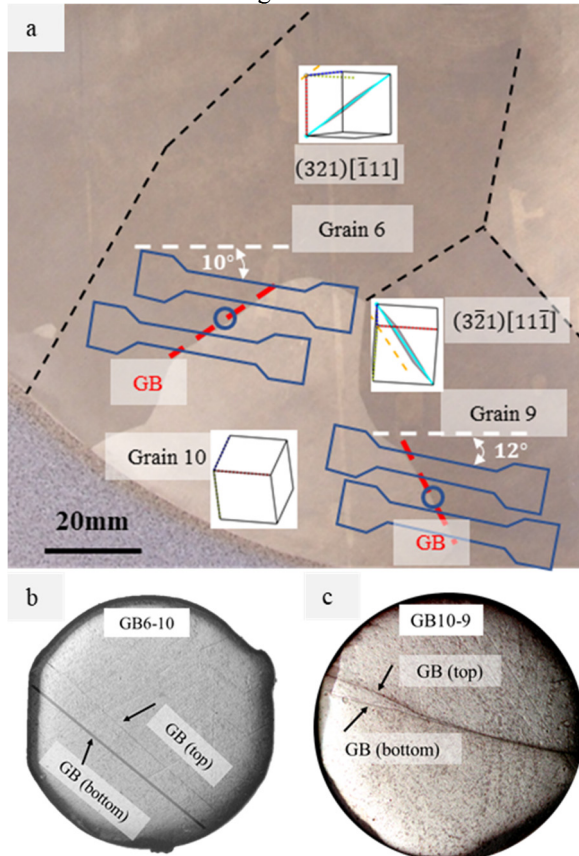 a
(321)[1̄11]
Grain 6
10°
(32̄1)[111̄]
GB
Grain 9
Grain 10
12°
20mm
GB
b
GB6-10
GB (top)
GB (bottom)
c
GB10-9
GB (top)
GB (bottom)